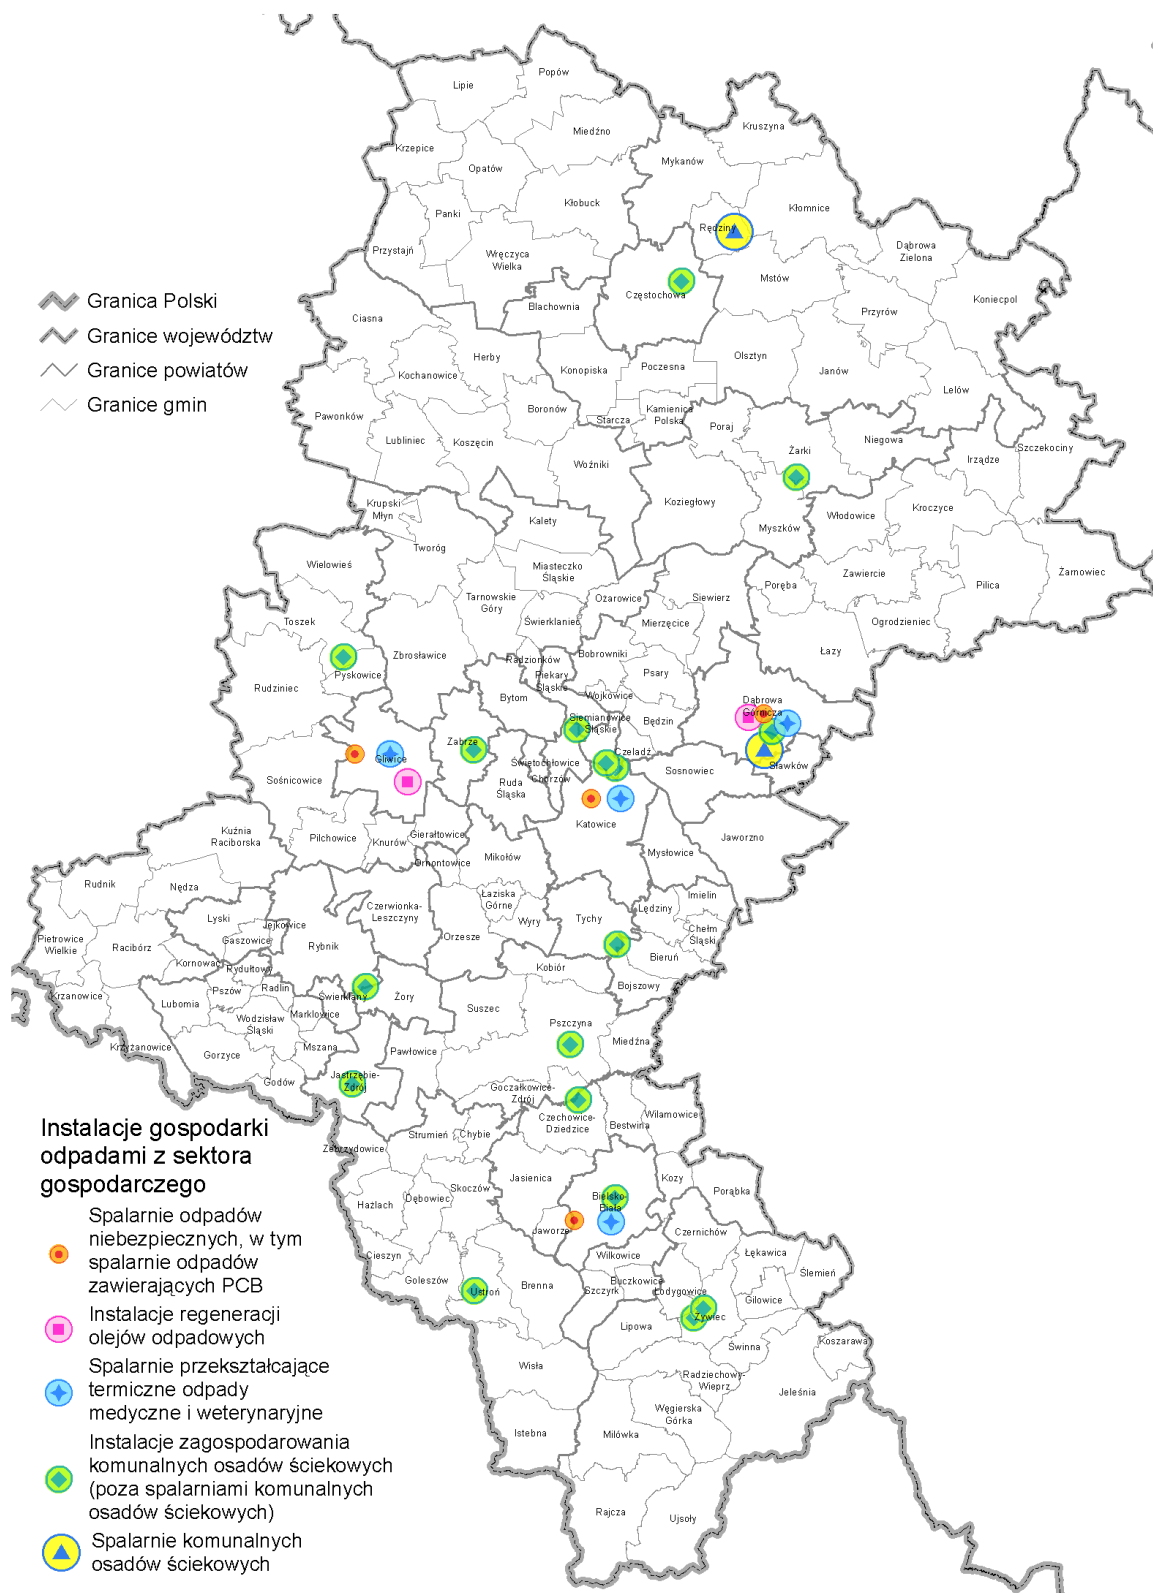 Lipie
Popów
Kruszyna
Miedźno
Krzepice
Mykanów
Opatów
Kłobuck
Kłomnice
Panki
Rędziny
Przystajń
Dąbrowa
Zielona
Wręczyca
Wielka
Mstów
Częstochowa
Koniecpol
Blachownia
Przyrów
Ciasna
Herby
Olsztyn
Konopiska
Poczesna
Janów
Kochanowice
Lelów
Boronów
Kamienica
Polska
Pawonków
Starcza
Poraj
Lubliniec
Koszęcin
Niegowa
Żarki
Szczekociny
Irządze
Woźniki
Koziegłowy
Krupski
Młyn
Kroczyce
Włodowice
Kalety
Myszków
Tworóg
Wielowieś
Miasteczko
Śląskie
Zawiercie
Żarnowiec
Poręba
Pilica
Tarnowskie
Góry
Ożarowice
Siewierz
Toszek
Świerklaniec
Mierzęcice
Ogrodzieniec
Łazy
Zbrosławice
Radzionków
Bobrowniki
Pyskowice
Piekary
Śląskie
Psary
Rudziniec
Bytom
Wojkowice
Dąbrowa
Górnicza
Siemianowice
Śląskie
Będzin
Zabrze
Czeladź
Gliwice
Świętochłowice
Sławków
Sosnowiec
Chorzów
Sośnicowice
Ruda
Śląska
Katowice
Kuźnia
Raciborska
Pilchowice
Knurów
Gierałtowice
Jaworzno
Mysłowice
Ornontowice
Mikołów
Rudnik
Nędza
Łaziska
Górne
Imielin
Czerwionka-
Leszczyny
Lędziny
Lyski
Wyry
Tychy
Jejkowice
Chełm
Śląski
Gaszowice
Orzesze
Pietrowice
Wielkie
Racibórz
Rybnik
Bieruń
Kornowac
Rydułtowy
Kobiór
Pszów
Radlin
Bojszowy
Krzanowice
Świerklany
Żory
Lubomia
Suszec
Marklowice
Wodzisław
Śląski
Pszczyna
Miedźna
Krzyżanowice
Mszana
Gorzyce
Pawłowice
Godów
Jastrzębie-
Zdrój
Goczałkowice-
Zdrój
Wilamowice
Czechowice-
Dziedzice
Bestwina
Strumień
Chybie
Zebrzydowice
Jasienica
Kozy
Skoczów
Bielsko-
Biała
Porąbka
Dębowiec
Hażlach
Jaworze
Czernichów
Cieszyn
Wilkowice
Łękawica
Ślemień
Goleszów
Brenna
Buczkowice
Szczyrk
Łodygowice
Gilowice
Ustroń
Żywiec
Lipowa
Koszarawa
Świnna
Wisła
Radziechowy-
Wieprz
Jeleśnia
Węgierska
Górka
Istebna
Milówka
Rajcza
Ujsoły
Granica Polski
Granice województw
Granice powiatów
Granice gmin
Instalacje gospodarki
odpadami z sektora
gospodarczego
Spalarnie odpadów
niebezpiecznych, w tym
spalarnie odpadów
zawierających PCB
Instalacje regeneracji
olejów odpadowych
Spalarnie przekształcające
termiczne odpady
medyczne i weterynaryjne
Instalacje zagospodarowania
komunalnych osadów ściekowych
(poza spalarniami komunalnych
osadów ściekowych)
Spalarnie komunalnych
osadów ściekowych